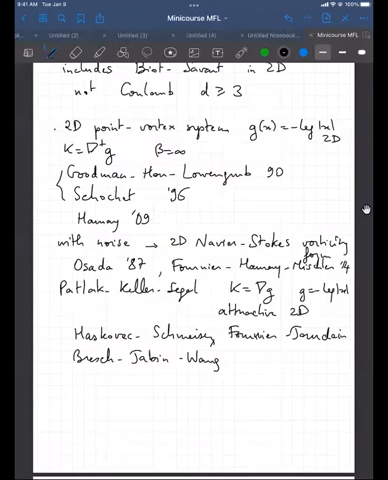 9:41 AM Tue Jan 9
100%
Minicourse MFL
Untitled (2)
Untitled (3)
Untitled (4)
Untitled Notebook...
Minicourse MFL
includes Biot-Savart in 2D
not Coulomb d ≥ 3
. 2D point-vortex system g(x) = -log|x| 2D
K = ∇^⊥ g β=∞
Goodman-Hou-Lowengrub 90
Schochet '96
Hauray '09
with noise → 2D Navier-Stokes vorticity form
Osada '87, Fournier-Hauray-Mischler '14
Patlak-Keller-Segel K = ∇g g = -log|x|
attractive 2D
Haskovec-Schmeiser Fournier-Jourdain
Bresch-Jabin-Wang